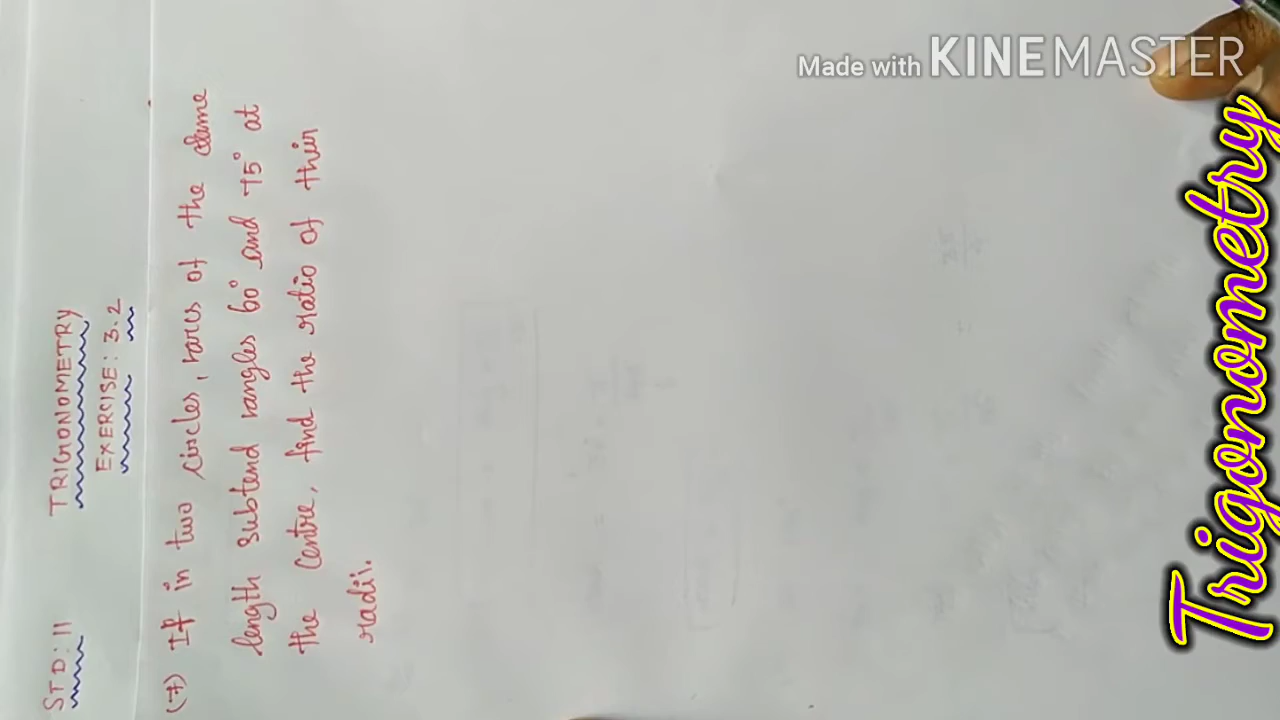 STD: 11 TRIGONOMETRY
EXERCISE: 3.2
(7) If in two circles, arcs of the same
length subtend angles 60° and 75° at
the centre, find the ratio of their
radii.
Made with KINEMASTER
Trigonometry